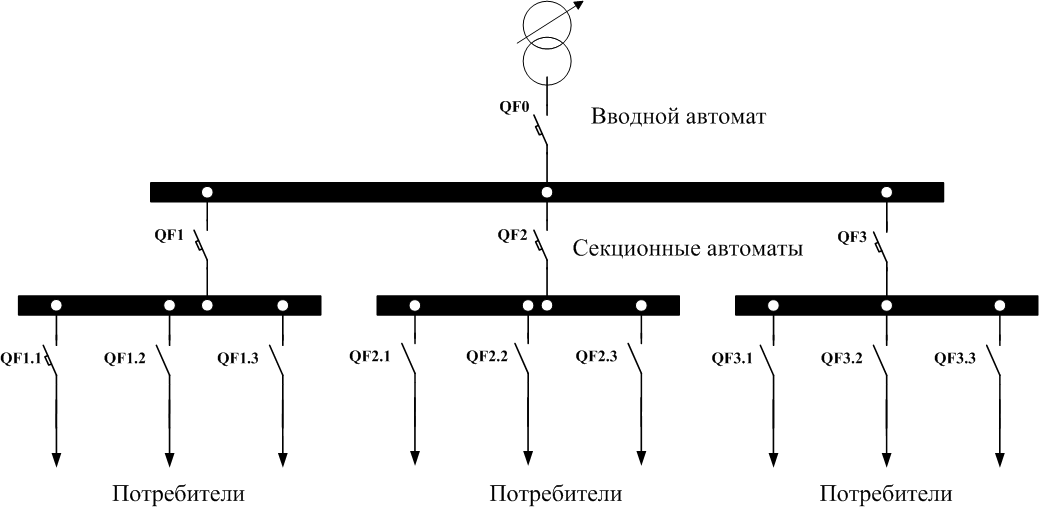 QF0
Вводной автомат
QF1
QF2
Секционные автоматы
QF3
QF1.1
QF1.2
QF1.3
QF2.1
QF2.2
QF2.3
QF3.1
QF3.2
QF3.3
Потребители
Потребители
Потребители